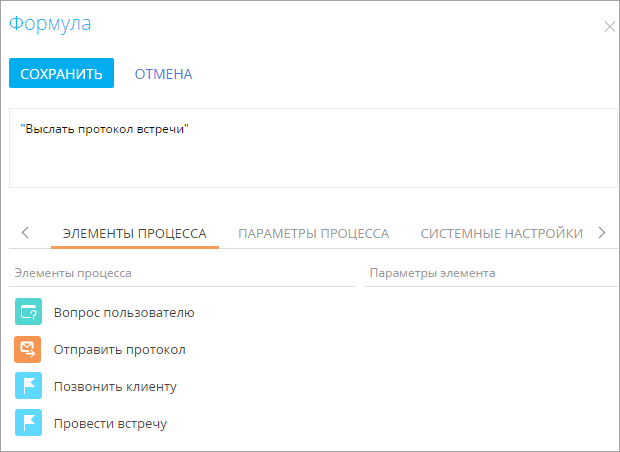 Формула
СОХРАНИТЬ ОТМЕНА
"Выслать протокол встречи"
ЭЛЕМЕНТЫ ПРОЦЕССА ПАРАМЕТРЫ ПРОЦЕССА СИСТЕМНЫЕ НАСТРОЙКИ
Элементы процесса Параметры элемента
Вопрос пользователю
Отправить протокол
Позвонить клиенту
Провести встречу